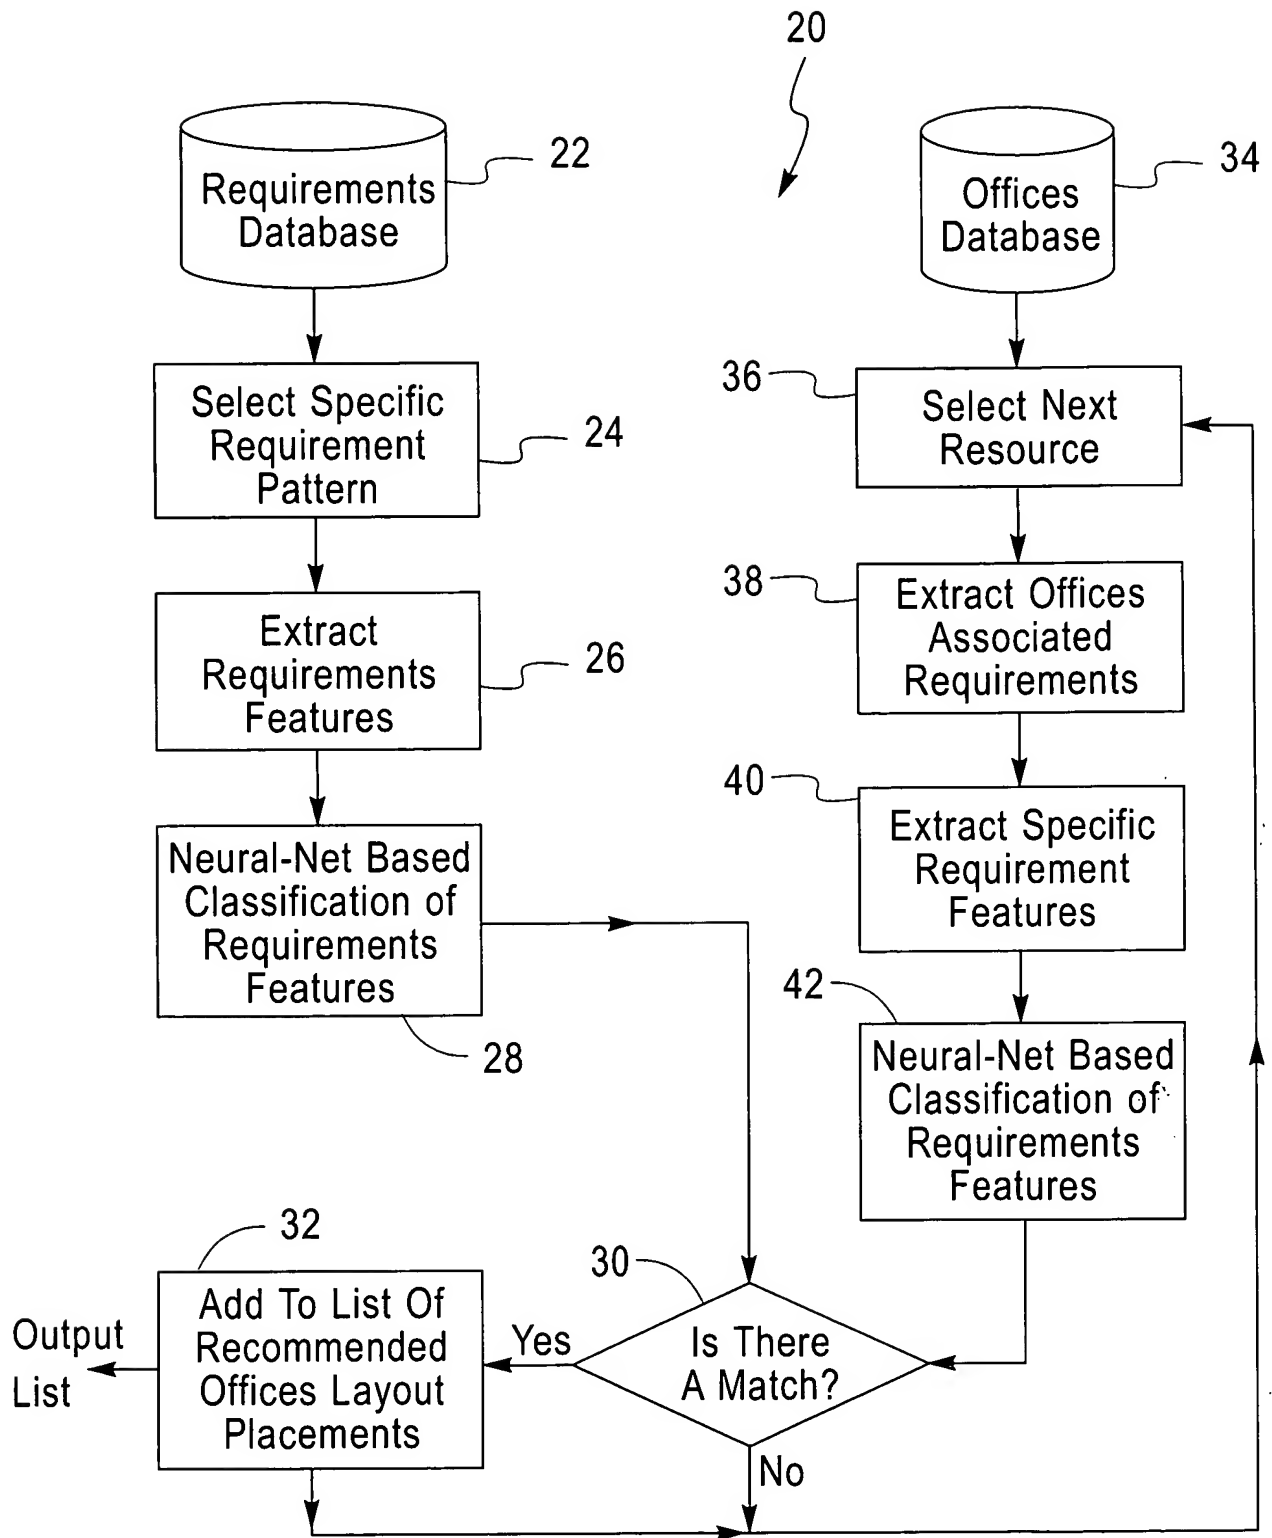 20
Requirements
Database
22
Offices
Database
34
Select Specific
Requirement
Pattern
24
36
Select Next
Resource
Extract
Requirements
Features
26
38
Extract Offices
Associated
Requirements
40
Extract Specific
Requirement
Features
Neural-Net Based
Classification of
Requirements
Features
28
42
Neural-Net Based
Classification of
Requirements
Features
32
Add To List Of
Recommended
Offices Layout
Placements
Output
List
Yes
30
Is There
A Match?
No